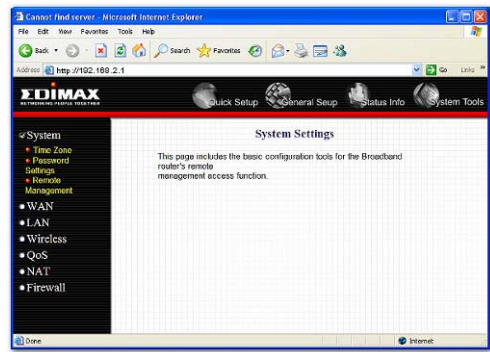 Cannot find server - Microsoft Internet Explorer
File Edit View Favorites Tools Help
Back Search Favorites
Address http://192.168.2.1 Go Links »
EDIMAX
NETWORKING PEOPLE TOGETHER
Quick Setup General Seup Status Info System Tools
System
Time Zone
Password
Settings
Remote
Management
WAN
LAN
Wireless
QoS
NAT
Firewall
System Settings
This page includes the basic configuration tools for the Broadband
router's remote
management access function.
Done Internet